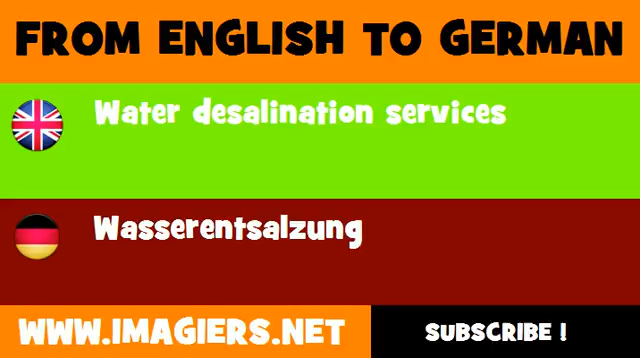 FROM ENGLISH TO GERMAN
Water desalination services
Wasserentsalzung
WWW.IMAGIERS.NET
SUBSCRIBE !